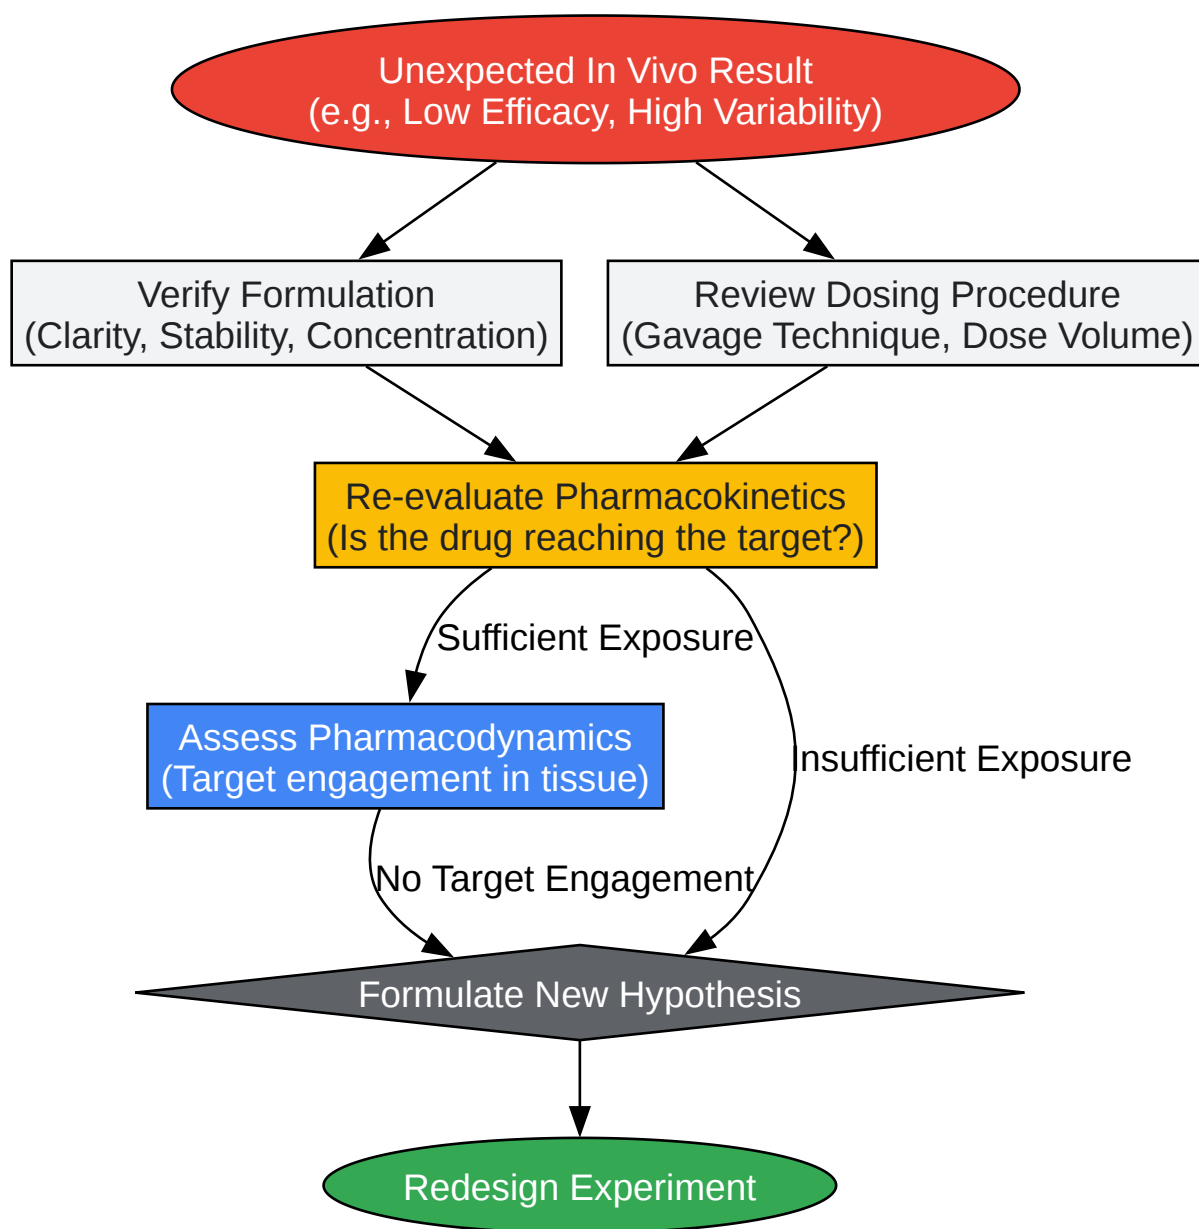 Unexpected In Vivo Result
(e.g., Low Efficacy, High Variability)
Verify Formulation
(Clarity, Stability, Concentration)
Review Dosing Procedure
(Gavage Technique, Dose Volume)
Re-evaluate Pharmacokinetics
(Is the drug reaching the target?)
Sufficient Exposure
Assess Pharmacodynamics
(Target engagement in tissue)
Insufficient Exposure
No Target Engagement
Formulate New Hypothesis
Redesign Experiment